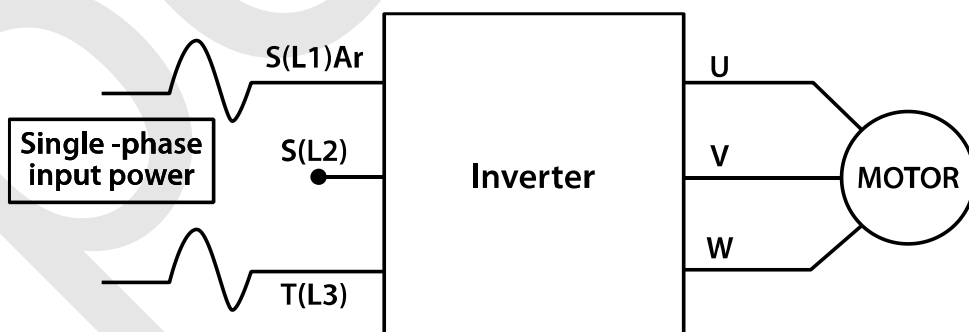 S(L1)Ar
Single -phase
input power
S(L2)
T(L3)
Inverter
U
V
W
MOTOR